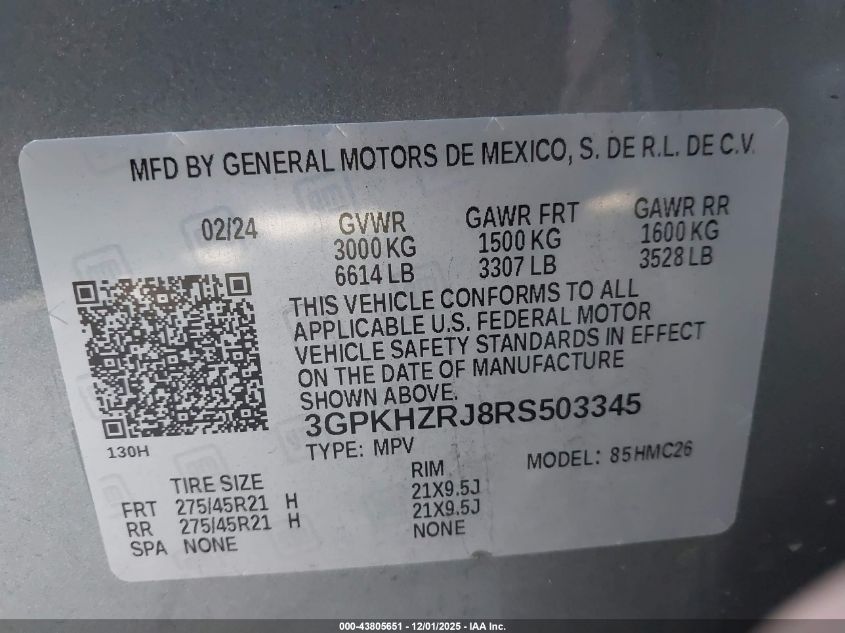 MFD BY GENERAL MOTORS DE MEXICO, S. DE R.L. DE C.V.
02/24 GVWR GAWR FRT GAWR RR
3000 KG 1500 KG 1600 KG
6614 LB 3307 LB 3528 LB
THIS VEHICLE CONFORMS TO ALL
APPLICABLE U.S. FEDERAL MOTOR
VEHICLE SAFETY STANDARDS IN EFFECT
ON THE DATE OF MANUFACTURE
SHOWN ABOVE.
3GPKHZRJ8RS503345
130H
TYPE: MPV MODEL: 85HMC26
TIRE SIZE RIM
FRT 275/45R21 H 21X9.5J
RR 275/45R21 H 21X9.5J
SPA NONE NONE
000-43805651 - 12/01/2025 - IAA Inc.